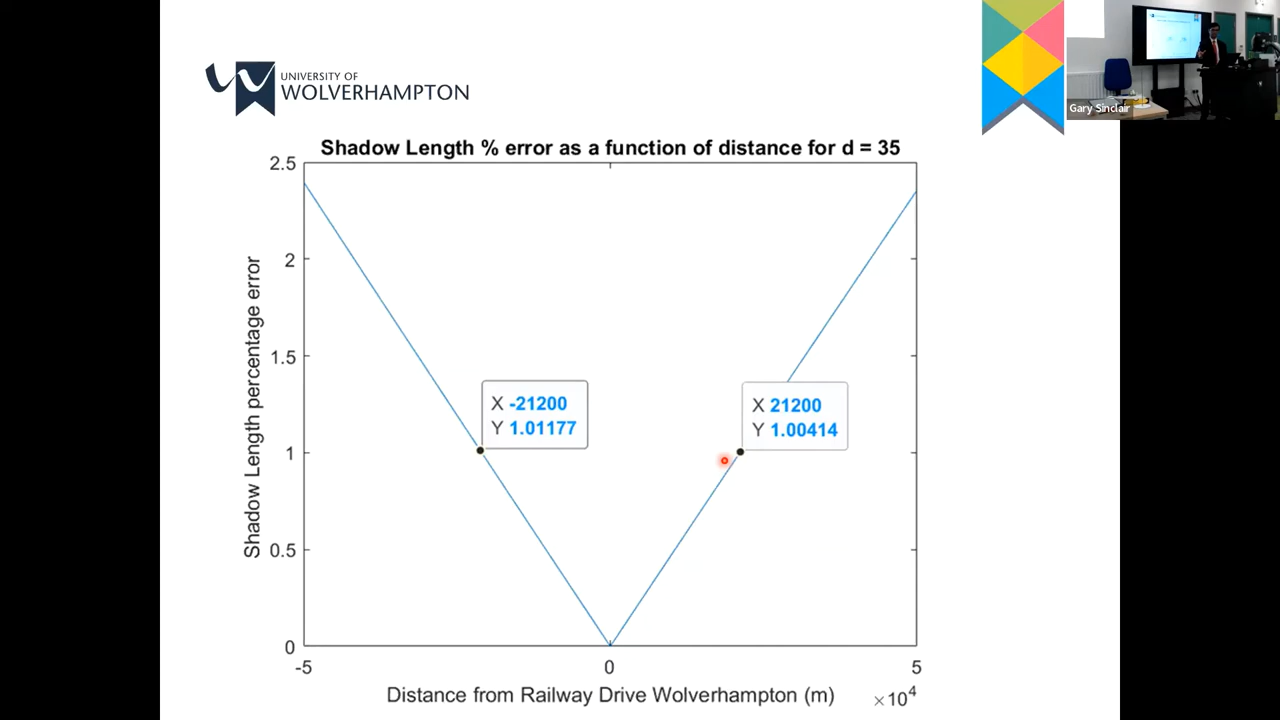 UNIVERSITY OF
WOLVERHAMPTON
Gary Sinclair
Shadow Length % error as a function of distance for d = 35
Shadow Length percentage error
2.5
2
1.5
1
0.5
0
X -21200
Y 1.01177
X 21200
Y 1.00414
-5
0
5
Distance from Railway Drive Wolverhampton (m)
×10⁴